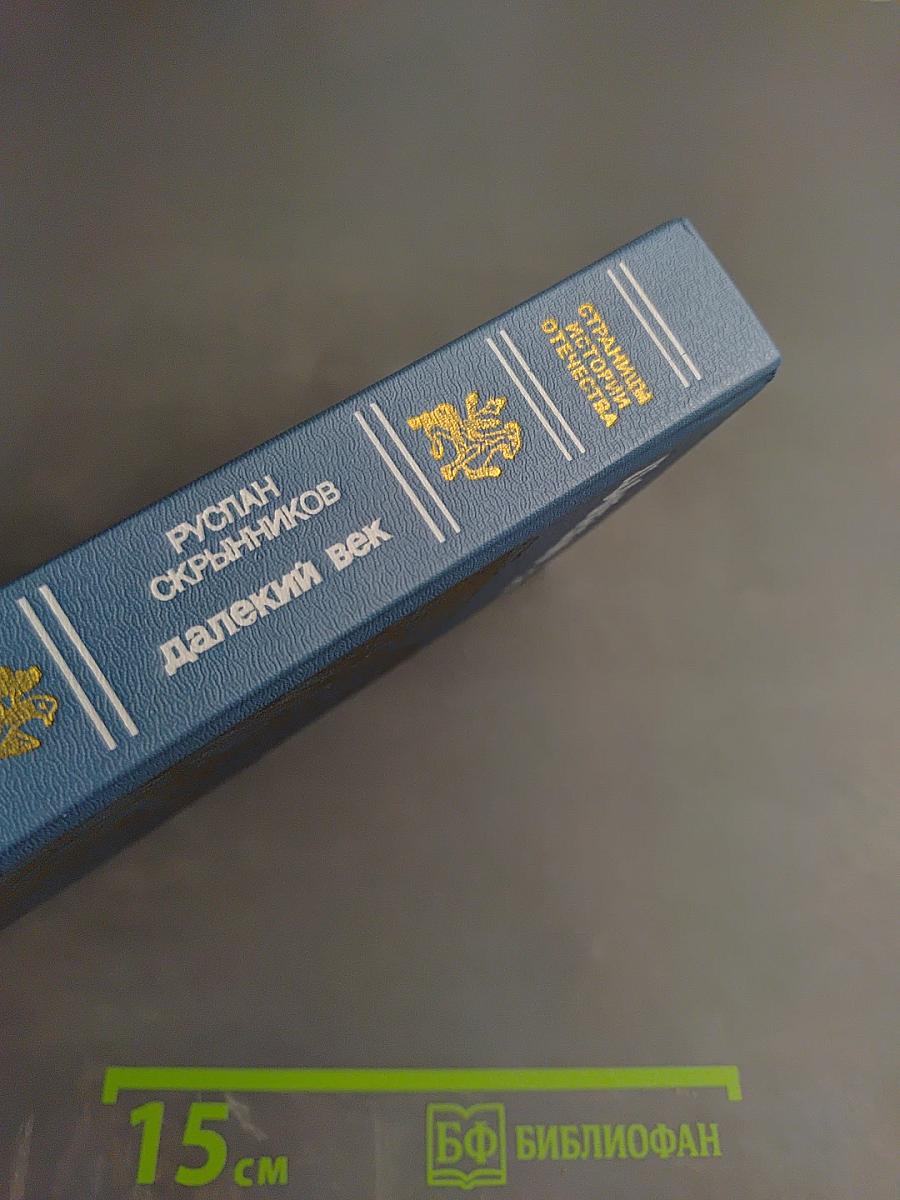 СТРАНИЦЫ
ИСТОРИИ
ОТЕЧЕСТВА
РУСЛАН
СКРЫННИКОВ
далекий век
15 см
БФ БИБЛИОФАН